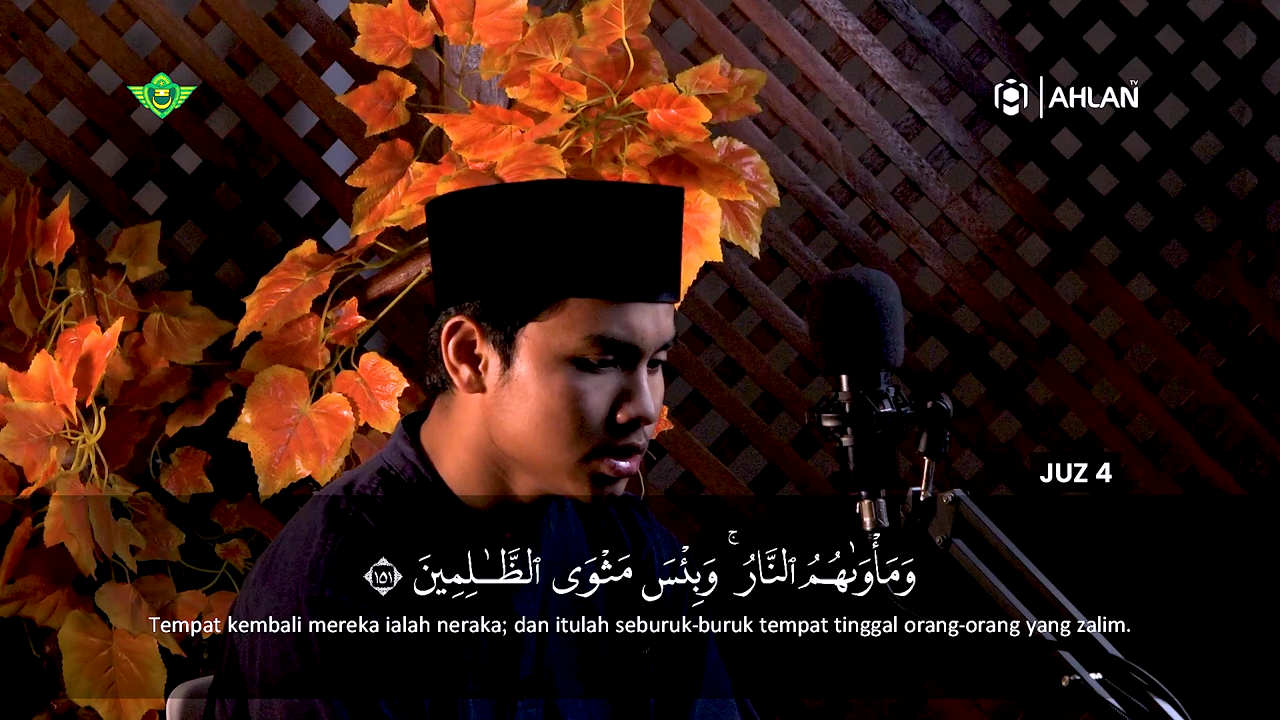 AHLAN TV
JUZ 4
وَمَأْوَىٰهُمُ ٱلنَّارُ ۚ وَبِئْسَ مَثْوَى ٱلظَّـٰلِمِينَ ١٥١
Tempat kembali mereka ialah neraka; dan itulah seburuk-buruk tempat tinggal orang-orang yang zalim.